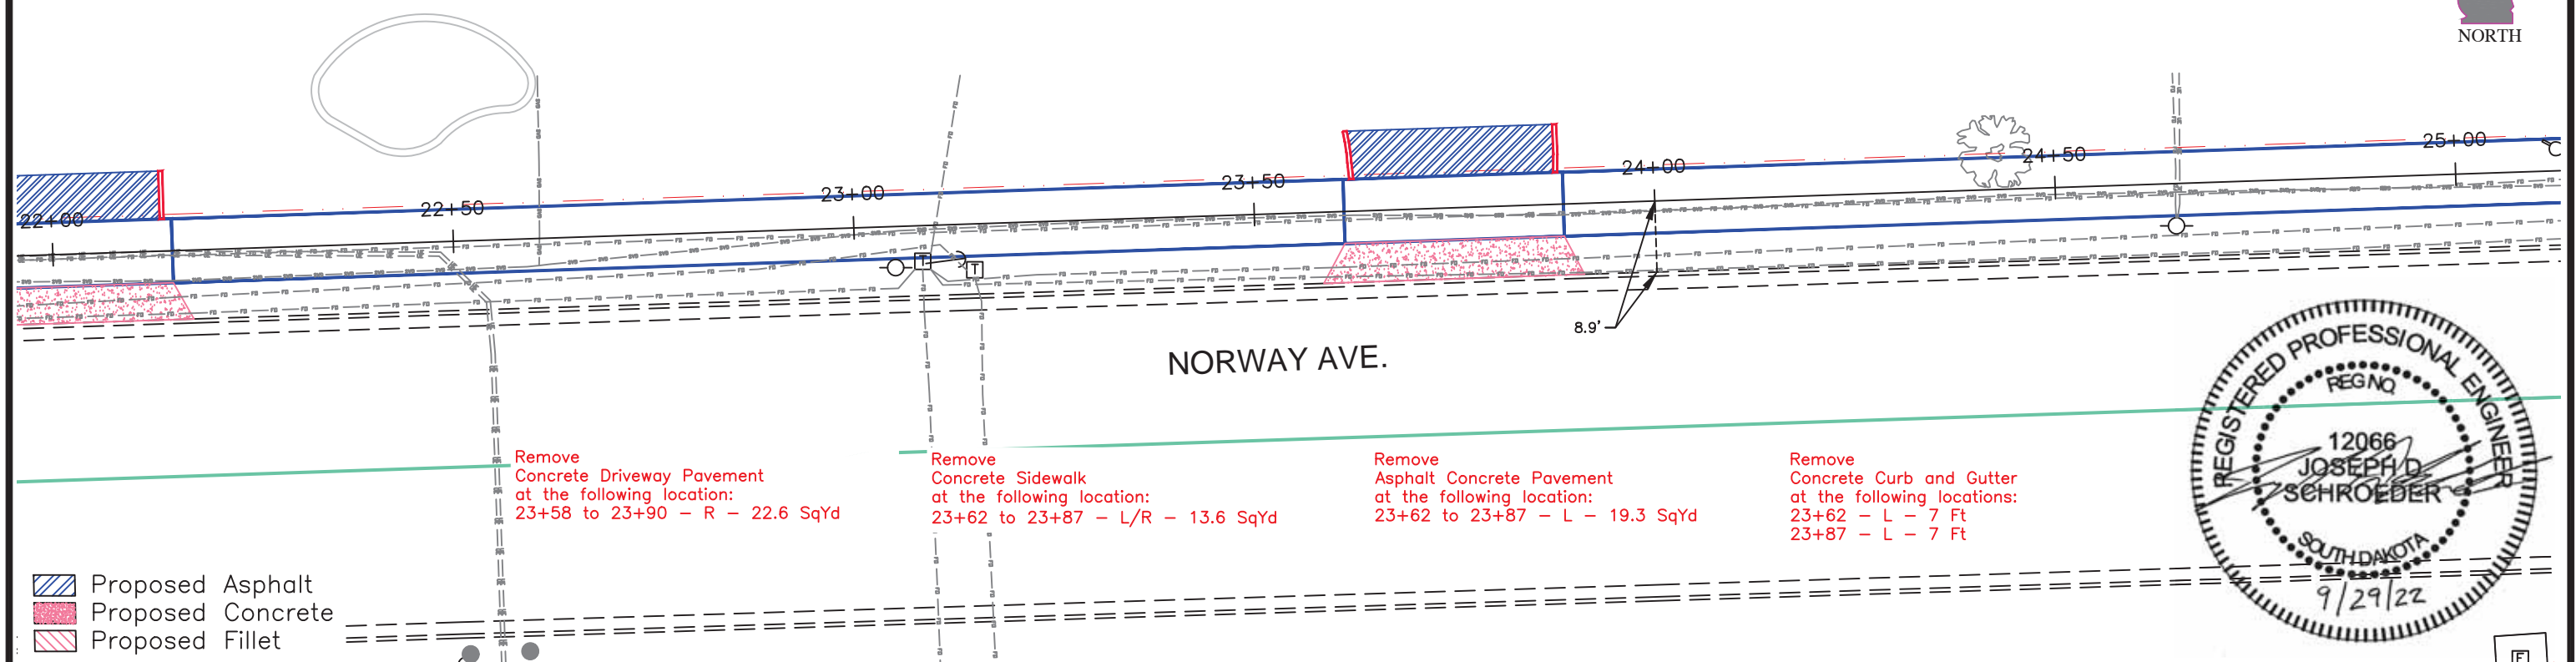 NORTH
22+00
22+50
23+00
23+50
24+00
24+50
25+00
T
T
8.9'
NORWAY AVE.
Remove
Concrete Driveway Pavement
at the following location:
23+58 to 23+90 – R – 22.6 SqYd
Remove
Concrete Sidewalk
at the following location:
23+62 to 23+87 – L/R – 13.6 SqYd
Remove
Asphalt Concrete Pavement
at the following location:
23+62 to 23+87 – L – 19.3 SqYd
Remove
Concrete Curb and Gutter
at the following locations:
23+62 – L – 7 Ft
23+87 – L – 7 Ft
Proposed Asphalt
Proposed Concrete
Proposed Fillet
REGISTERED PROFESSIONAL ENGINEER
REG NO.
12066
JOSEPH D.
SCHROEDER
SOUTH DAKOTA
9/29/22